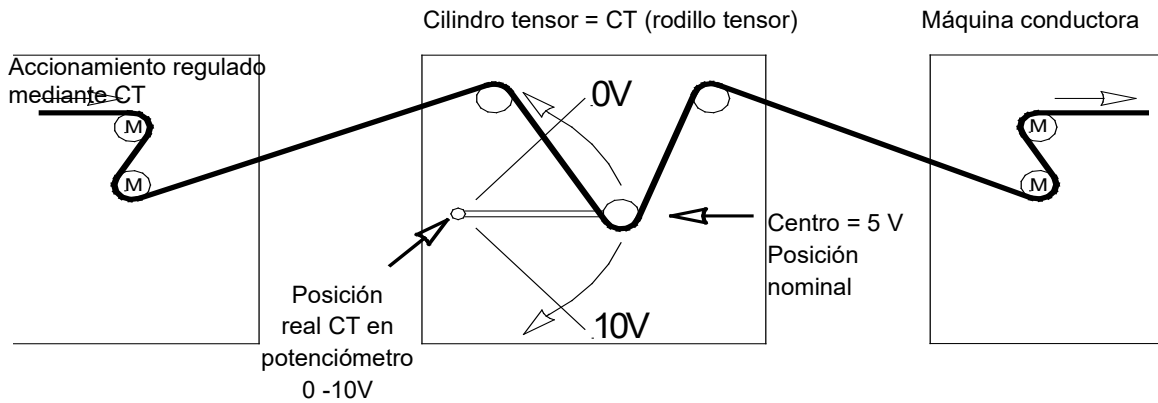 Cilindro tensor = CT (rodillo tensor)
Máquina conductora
Accionamiento regulado
mediante CT
M
M
0V
10V
Posición
real CT en
potenciómetro
0 -10V
Centro = 5 V
Posición
nominal
M
M